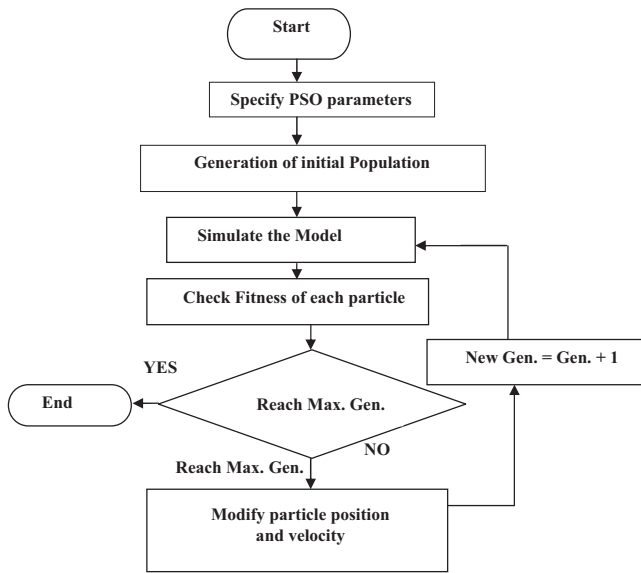 Start
Specify PSO parameters
Generation of initial Population
Simulate the Model
Check Fitness of each particle
New Gen. = Gen. + 1
YES
End
Reach Max. Gen.
NO
Reach Max. Gen.
Modify particle position
and velocity